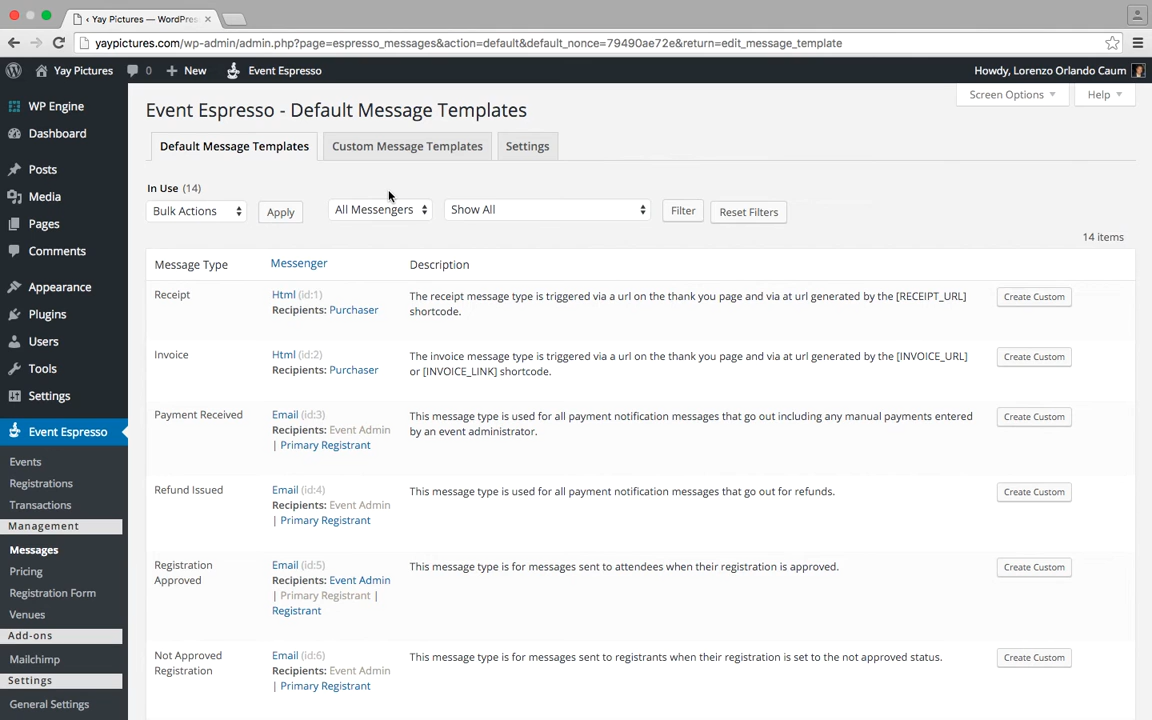 ‹ Yay Pictures — WordPres
yaypictures.com/wp-admin/admin.php?page=espresso_messages&action=default&default_nonce=79490ae72e&return=edit_message_template
Yay Pictures 0 New Event Espresso Howdy, Lorenzo Orlando Caum
WP Engine
Dashboard
Posts
Media
Pages
Comments
Appearance
Plugins
Users
Tools
Settings
Event Espresso
Events
Registrations
Transactions
Management
Messages
Pricing
Registration Form
Venues
Add-ons
Mailchimp
Settings
General Settings
Screen Options Help
Event Espresso - Default Message Templates
Default Message Templates Custom Message Templates Settings
In Use (14)
Bulk Actions Apply All Messengers Show All Filter Reset Filters
14 items
Message Type Messenger Description
Receipt Html (id:1) The receipt message type is triggered via a url on the thank you page and via at url generated by the [RECEIPT_URL] Create Custom
Recipients: Purchaser shortcode.
Invoice Html (id:2) The invoice message type is triggered via a url on the thank you page and via at url generated by the [INVOICE_URL] Create Custom
Recipients: Purchaser or [INVOICE_LINK] shortcode.
Payment Received Email (id:3) This message type is used for all payment notification messages that go out including any manual payments entered Create Custom
Recipients: Event Admin by an event administrator.
| Primary Registrant
Refund Issued Email (id:4) This message type is used for all payment notification messages that go out for refunds. Create Custom
Recipients: Event Admin
| Primary Registrant
Registration Email (id:5) This message type is for messages sent to attendees when their registration is approved. Create Custom
Approved Recipients: Event Admin
| Primary Registrant |
Registrant
Not Approved Email (id:6) This message type is for messages sent to registrants when their registration is set to the not approved status. Create Custom
Registration Recipients: Event Admin
| Primary Registrant